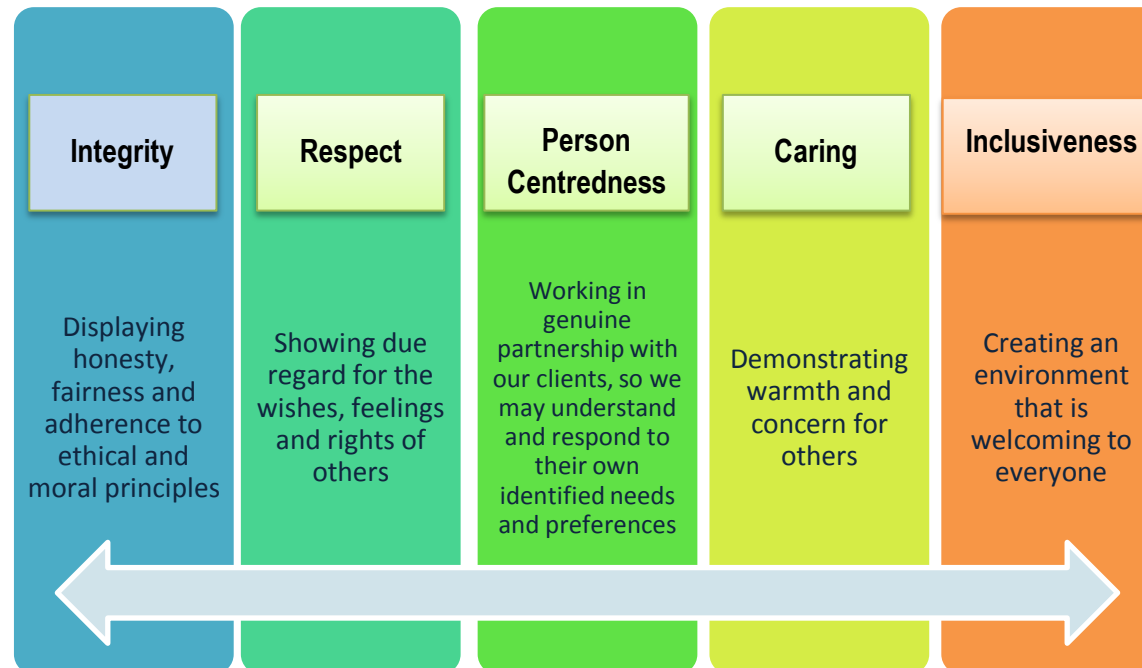 Integrity
Displaying
honesty,
fairness and
adherence to
ethical and
moral principles
Respect
Showing due
regard for the
wishes, feelings
and rights of
others
Person
Centredness
Working in
genuine
partnership with
our clients, so we
may understand
and respond to
their own
identified needs
and preferences
Caring
Demonstrating
warmth and
concern for
others
Inclusiveness
Creating an
environment
that is
welcoming to
everyone